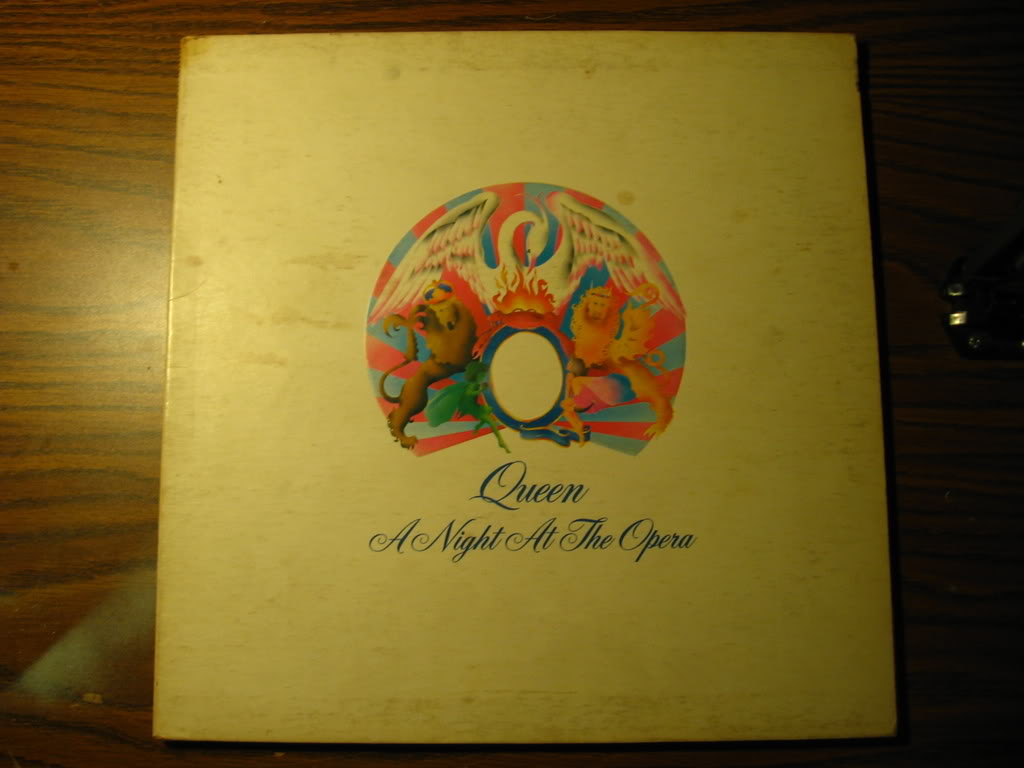 Queen
A Night At The Opera